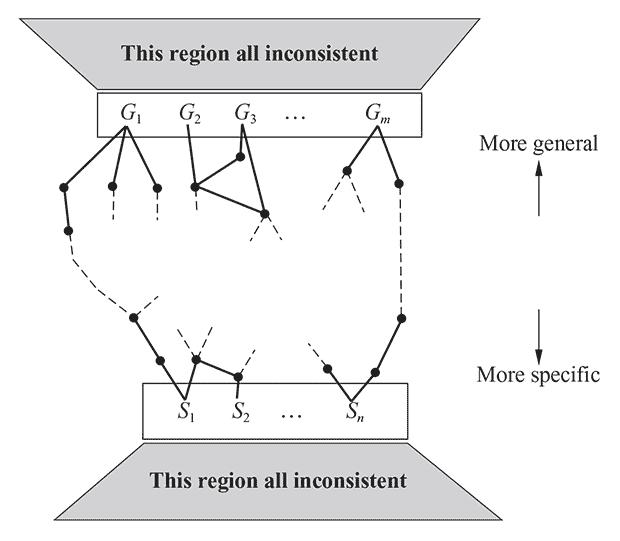 This region all inconsistent
G1 G2 G3 ... Gm
More general
More specific
S1 S2 ... Sn
This region all inconsistent